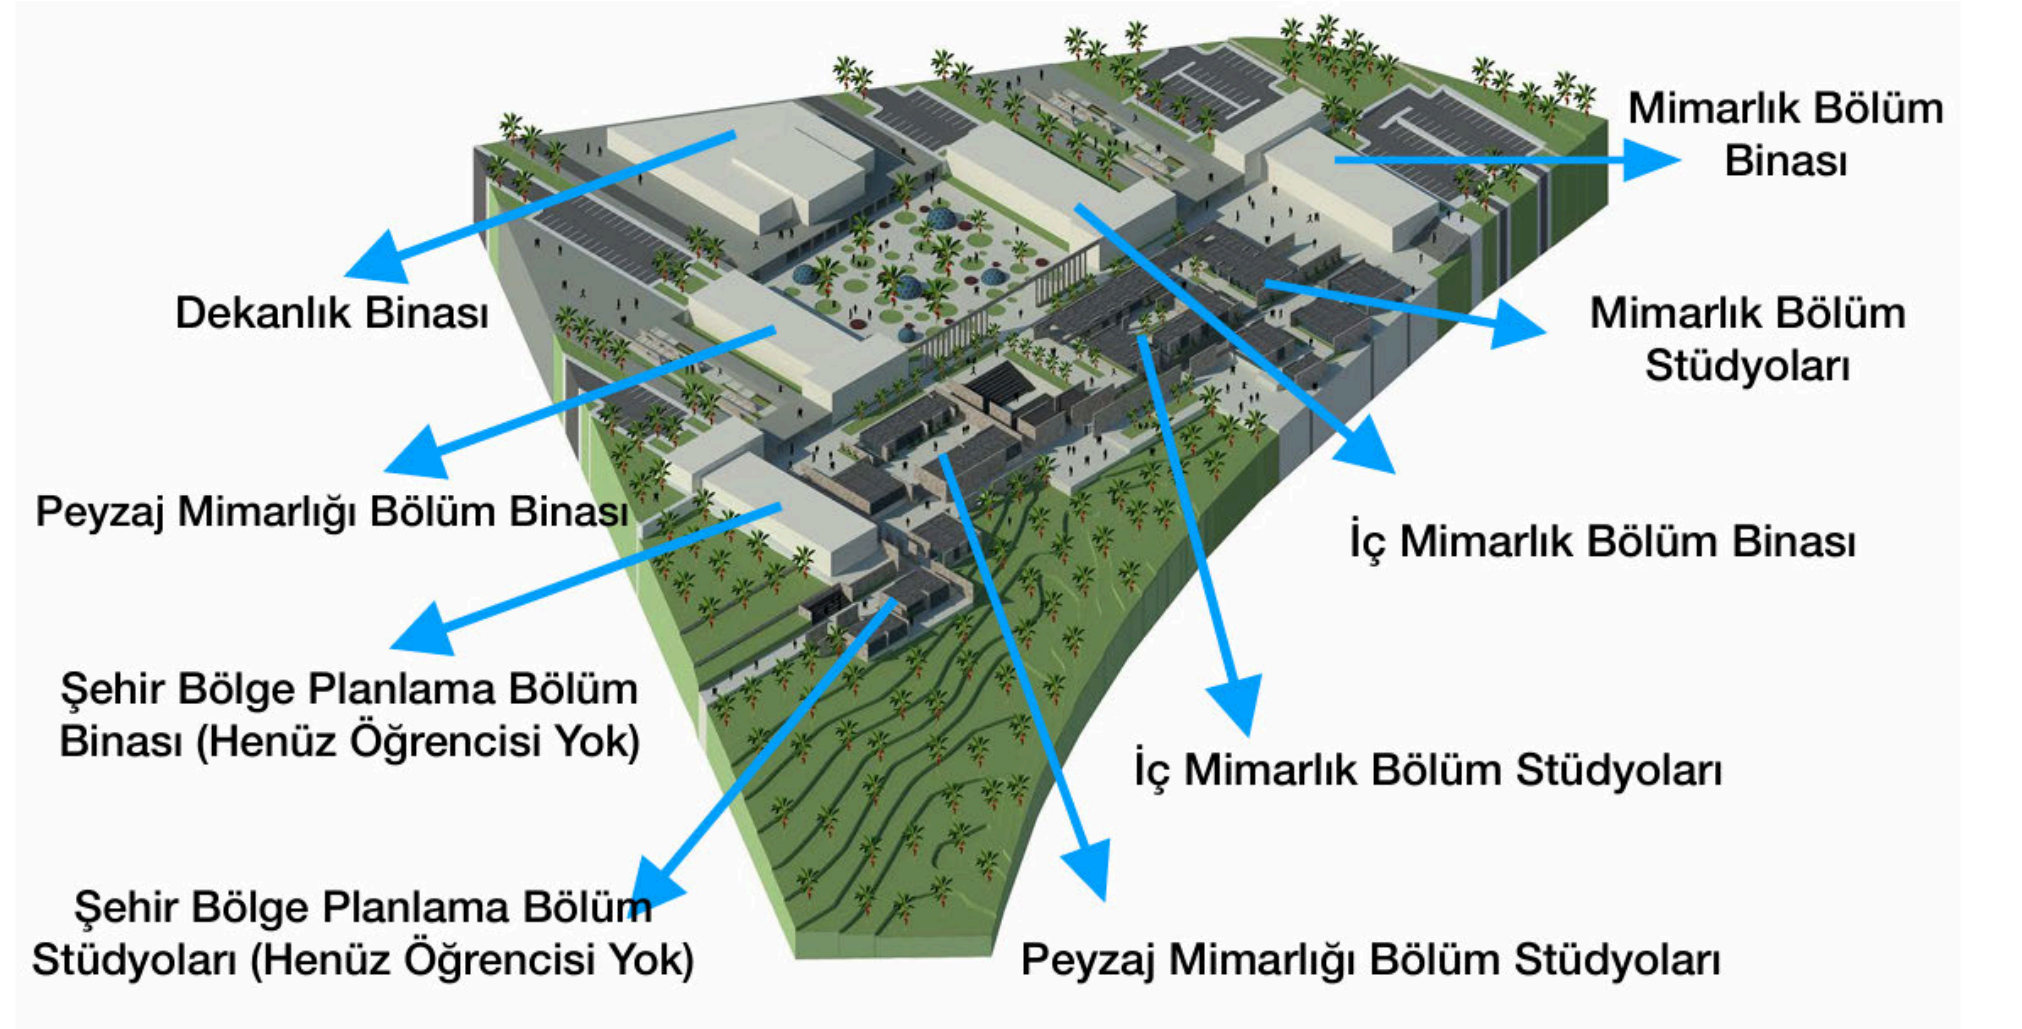 Mimarlık Bölüm
Binası
Dekanlık Binası
Mimarlık Bölüm
Stüdyoları
Peyzaj Mimarlığı Bölüm Binası
İç Mimarlık Bölüm Binası
Şehir Bölge Planlama Bölüm
Binası (Henüz Öğrencisi Yok)
İç Mimarlık Bölüm Stüdyoları
Şehir Bölge Planlama Bölüm
Stüdyoları (Henüz Öğrencisi Yok)
Peyzaj Mimarlığı Bölüm Stüdyoları